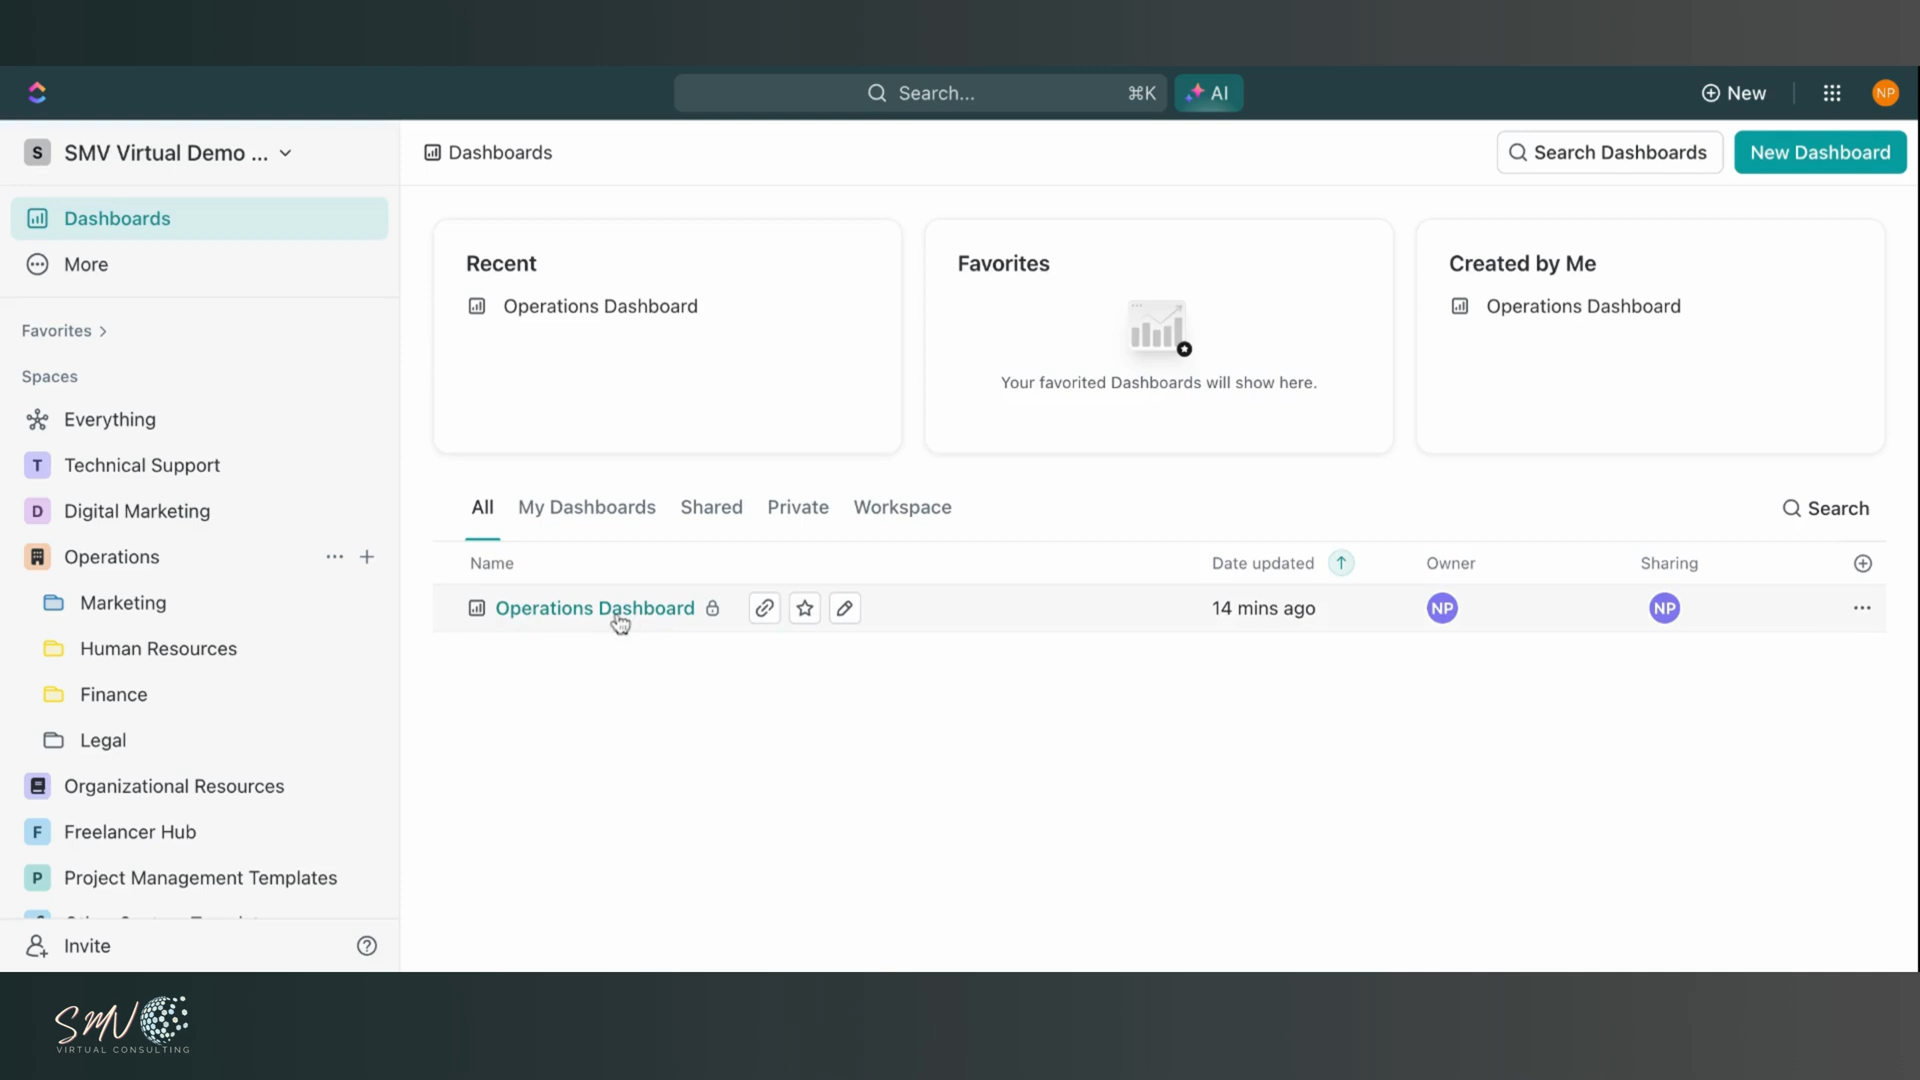 Search...
⌘K
AI
New
NP
S
SMV Virtual Demo ...
Dashboards
More
Favorites
Spaces
Everything
T
Technical Support
D
Digital Marketing
Operations
Marketing
Human Resources
Finance
Legal
Organizational Resources
F
Freelancer Hub
P
Project Management Templates
Invite
Dashboards
Search Dashboards
New Dashboard
Recent
Operations Dashboard
Favorites
Your favorited Dashboards will show here.
Created by Me
Operations Dashboard
All
My Dashboards
Shared
Private
Workspace
Search
Name
Date updated
Owner
Sharing
Operations Dashboard
14 mins ago
NP
NP
SMV
VIRTUAL CONSULTING